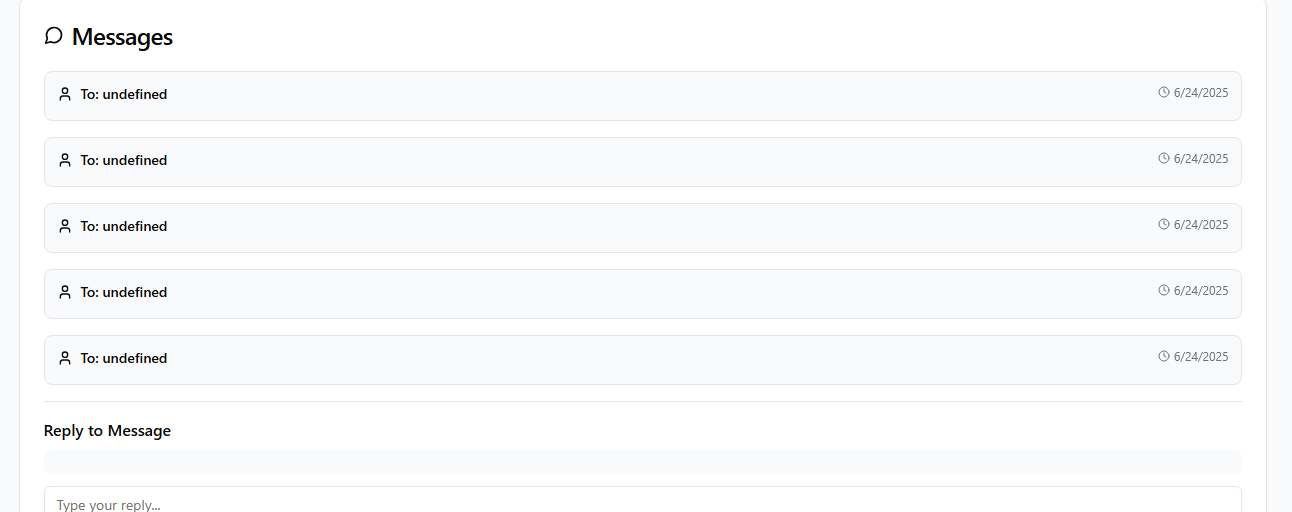 Messages
To: undefined 6/24/2025
To: undefined 6/24/2025
To: undefined 6/24/2025
To: undefined 6/24/2025
To: undefined 6/24/2025
Reply to Message
Type your reply...